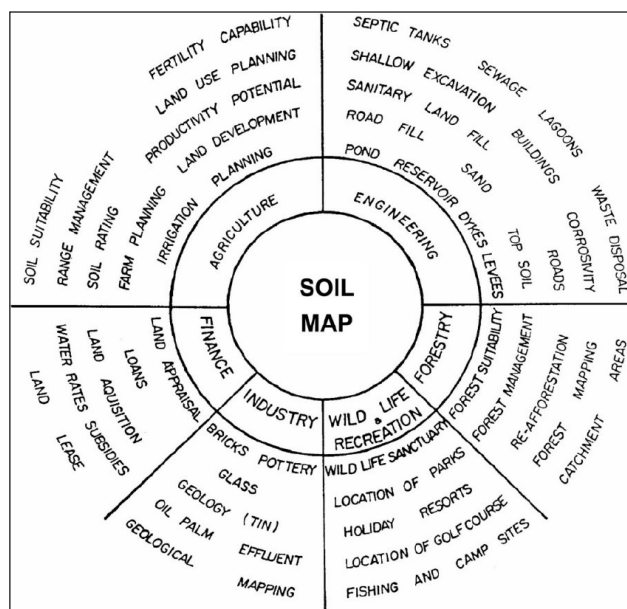 SOIL
MAP
AGRICULTURE
FERTILITY CAPABILITY
LAND USE PLANNING
PRODUCTIVITY POTENTIAL
LAND DEVELOPMENT
IRRIGATION PLANNING
FARM PLANNING
SOIL RATING
RANGE MANAGEMENT
SOIL SUITABILITY
ENGINEERING
SEPTIC TANKS
SEWAGE LAGOONS
WASTE DISPOSAL
SHALLOW EXCAVATION
BUILDINGS
CORROSIVITY
SANITARY LAND FILL
ROADS
ROAD FILL
SAND
TOP SOIL
POND RESERVOIR DYKES LEVEES
FORESTRY
FOREST SUITABILITY
FOREST MANAGEMENT
RE-AFFORESTATION
FOREST MAPPING
CATCHMENT AREAS
WILD LIFE
&
RECREATION
WILD LIFE SANCTUARY
LOCATION OF PARKS
HOLIDAY RESORTS
LOCATION OF GOLF COURSE
FISHING AND CAMP SITES
INDUSTRY
BRICKS POTTERY
GLASS
GEOLOGY (TIN)
OIL PALM EFFLUENT
GEOLOGICAL MAPPING
FINANCE
LAND APPRAISAL
LOANS
LAND AQUISITION
WATER RATES SUBSIDIES
LAND LEASE